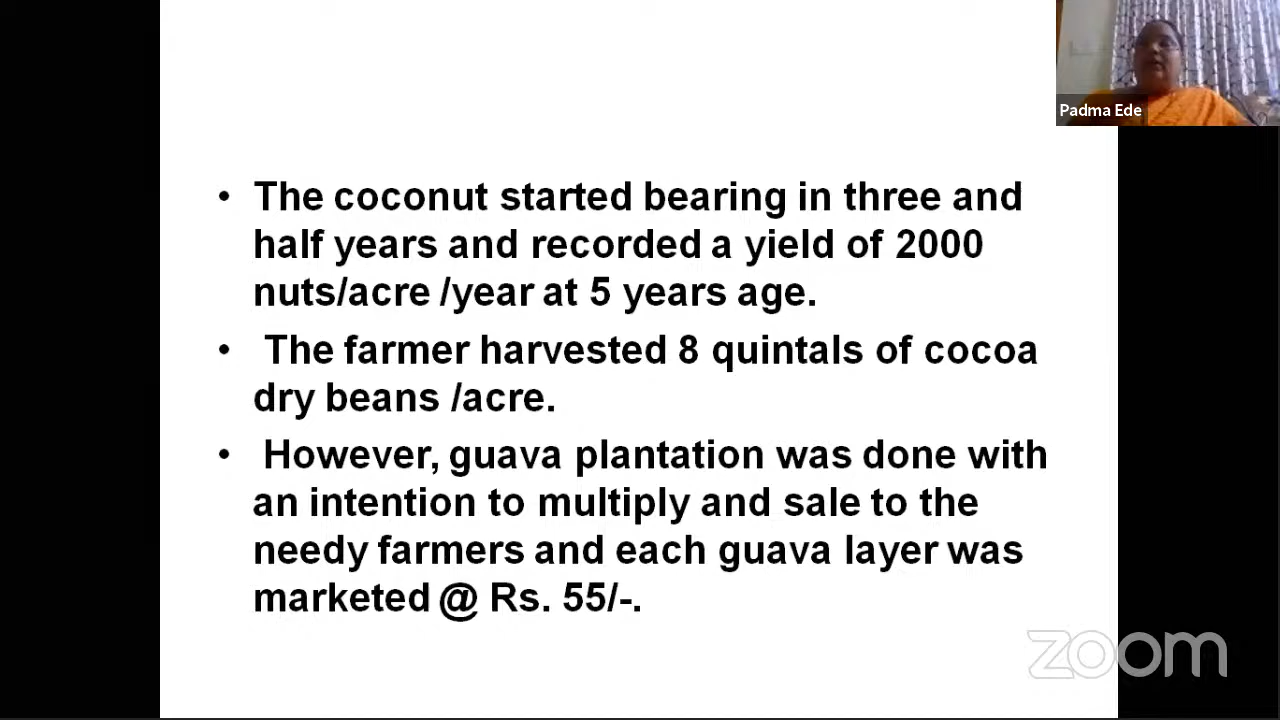 Padma Ede
• The coconut started bearing in three and
half years and recorded a yield of 2000
nuts/acre /year at 5 years age.
• The farmer harvested 8 quintals of cocoa
dry beans /acre.
• However, guava plantation was done with
an intention to multiply and sale to the
needy farmers and each guava layer was
marketed @ Rs. 55/-.
zoom